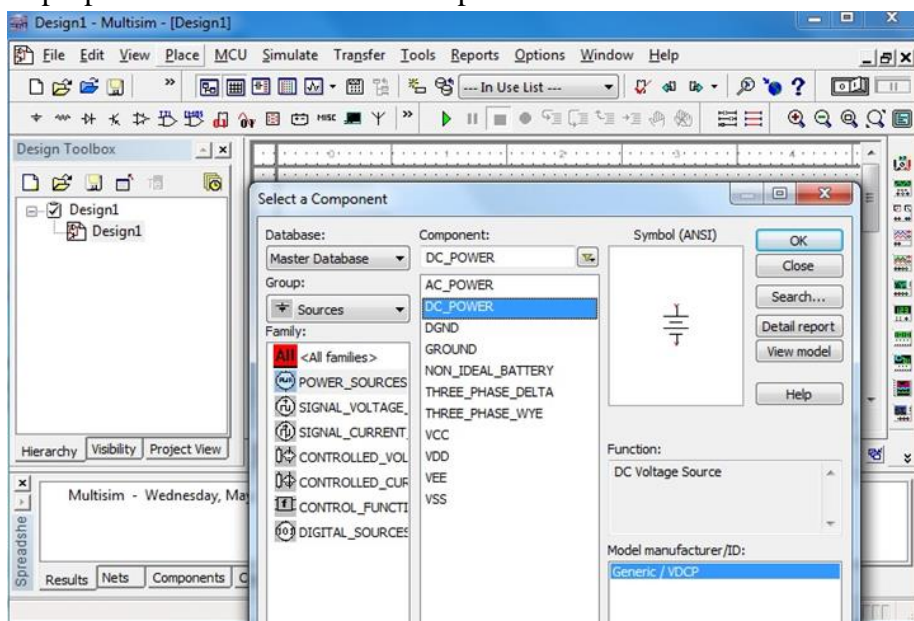 Design1 - Multisim - [Design1]
File Edit View Place MCU Simulate Transfer Tools Reports Options Window Help
--- In Use List ---
Design Toolbox
Design1
Design1
Hierarchy Visibility Project View
Multisim - Wednesday, May
Spreadshe
Results Nets Components C
Select a Component
Database:
Master Database
Group:
Sources
Family:
All <All families>
POWER_SOURCES
SIGNAL_VOLTAGE_
SIGNAL_CURRENT_
CONTROLLED_VOL
CONTROLLED_CUR
CONTROL_FUNCTI
DIGITAL_SOURCES
Component:
DC_POWER
AC_POWER
DC_POWER
DGND
GROUND
NON_IDEAL_BATTERY
THREE_PHASE_DELTA
THREE_PHASE_WYE
VCC
VDD
VEE
VSS
Symbol (ANSI)
OK
Close
Search...
Detail report
View model
Help
Function:
DC Voltage Source
Model manufacturer/ID:
Generic / VDCP